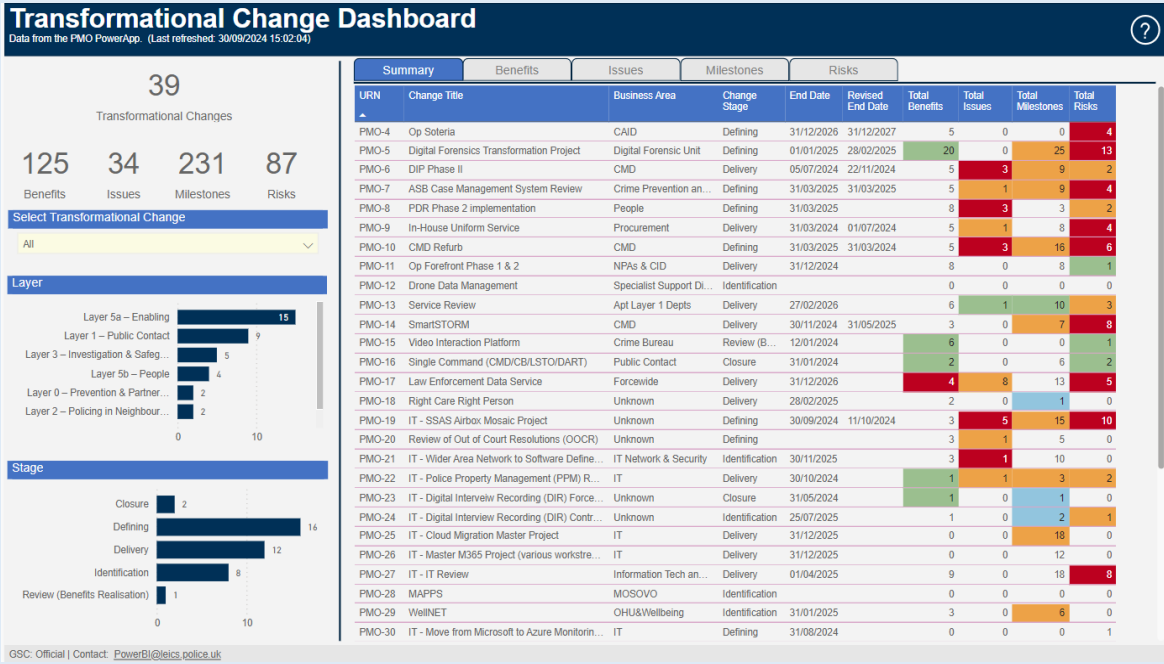 Transformational Change Dashboard
Data from the PMO PowerApp. (Last refreshed: 30/09/2024 15:02:04)
?
39
Transformational Changes
125 34 231 87
Benefits Issues Milestones Risks
Select Transformational Change
All
Layer
Layer 5a – Enabling 15
Layer 1 – Public Contact 9
Layer 3 – Investigation & Safeg... 5
Layer 5b – People 4
Layer 0 – Prevention & Partner... 2
Layer 2 – Policing in Neighbour... 2
0 10
Stage
Closure 2
Defining 16
Delivery 12
Identification 8
Review (Benefits Realisation) 1
0 10
Summary Benefits Issues Milestones Risks
URN Change Title Business Area Change Stage End Date Revised End Date Total Benefits Total Issues Total Milestones Total Risks
PMO-4 Op Soteria CAID Defining 31/12/2026 31/12/2027 5 0 0 4
PMO-5 Digital Forensics Transformation Project Digital Forensic Unit Defining 01/01/2025 28/02/2025 20 0 25 13
PMO-6 DIP Phase II CMD Delivery 05/07/2024 22/11/2024 5 3 9 2
PMO-7 ASB Case Management System Review Crime Prevention an... Defining 31/03/2025 31/03/2025 5 1 9 4
PMO-8 PDR Phase 2 implementation People Defining 31/03/2025 8 3 3 2
PMO-9 In-House Uniform Service Procurement Delivery 31/03/2024 01/07/2024 5 1 8 4
PMO-10 CMD Refurb CMD Defining 31/03/2025 31/03/2024 5 3 16 6
PMO-11 Op Forefront Phase 1 & 2 NPAs & CID Delivery 31/12/2024 8 0 8 1
PMO-12 Drone Data Management Specialist Support Di... Identification 0 0 0 0
PMO-13 Service Review Apt Layer 1 Depts Delivery 27/02/2026 6 1 10 3
PMO-14 SmartSTORM CMD Delivery 30/11/2024 31/05/2025 3 0 7 8
PMO-15 Video Interaction Platform Crime Bureau Review (B... 12/01/2024 6 0 0 1
PMO-16 Single Command (CMD/CB/LSTO/DART) Public Contact Closure 31/01/2024 2 0 6 2
PMO-17 Law Enforcement Data Service Forcewide Delivery 31/12/2026 4 8 13 5
PMO-18 Right Care Right Person Unknown Delivery 28/02/2025 2 0 1 0
PMO-19 IT - SSAS Airbox Mosaic Project Unknown Defining 30/09/2024 11/10/2024 3 5 15 10
PMO-20 Review of Out of Court Resolutions (OOCR) Unknown Defining 3 1 5 0
PMO-21 IT - Wider Area Network to Software Define... IT Network & Security Identification 30/11/2025 3 1 10 0
PMO-22 IT - Police Property Management (PPM) R... IT Delivery 30/10/2024 1 1 3 2
PMO-23 IT - Digital Interveiw Recording (DIR) Force... Unknown Closure 31/05/2024 1 0 1 0
PMO-24 IT - Digital Interview Recording (DIR) Contr... Unknown Identification 25/07/2025 1 0 2 1
PMO-25 IT - Cloud Migration Master Project IT Delivery 31/12/2025 0 0 18 0
PMO-26 IT - Master M365 Project (various workstre... IT Delivery 31/12/2025 0 0 12 0
PMO-27 IT - IT Review Information Tech an... Delivery 01/04/2025 9 0 18 8
PMO-28 MAPPS MOSOVO Identification 0 0 0 0
PMO-29 WellNET OHU&Wellbeing Identification 31/01/2025 3 0 6 0
PMO-30 IT - Move from Microsoft to Azure Monitorin... IT Defining 31/08/2024 0 0 0 1
GSC: Official | Contact: PowerBI@leics.police.uk